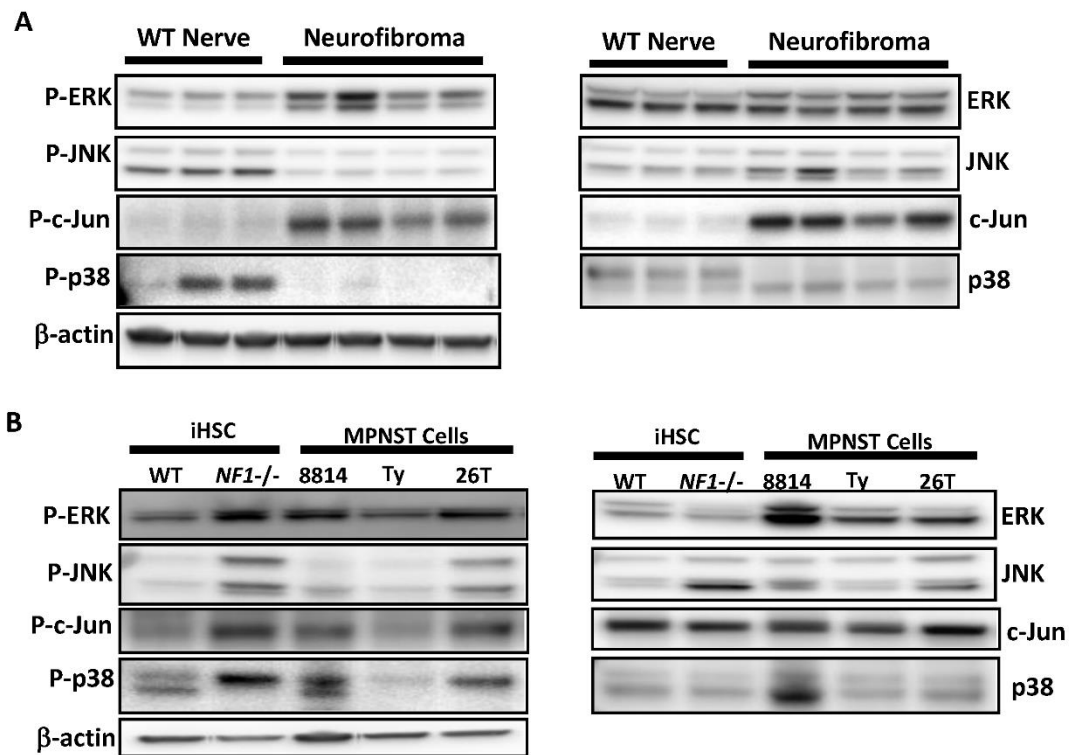 A
WT Nerve Neurofibroma
P-ERK
P-JNK
P-c-Jun
P-p38
β-actin
WT Nerve Neurofibroma
ERK
JNK
c-Jun
p38
B
iHSC MPNST Cells
WT NF1-/- 8814 Ty 26T
P-ERK
P-JNK
P-c-Jun
P-p38
β-actin
iHSC MPNST Cells
WT NF1-/- 8814 Ty 26T
ERK
JNK
c-Jun
p38